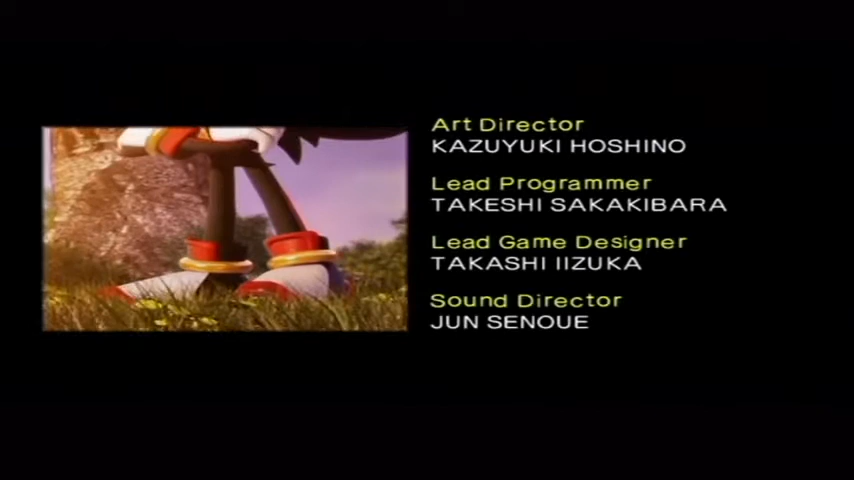 Art Director
KAZUYUKI HOSHINO
Lead Programmer
TAKESHI SAKAKIBARA
Lead Game Designer
TAKASHI IIZUKA
Sound Director
JUN SENOUE